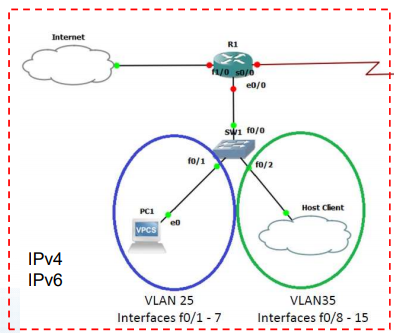 Internet
R1
f1/0 s0/0
e0/0
SW1 f0/0
f0/1
f0/2
PC1
VPCS
e0
Host Client
IPv4
IPv6
VLAN 25
Interfaces f0/1 - 7
VLAN35
Interfaces f0/8 - 15